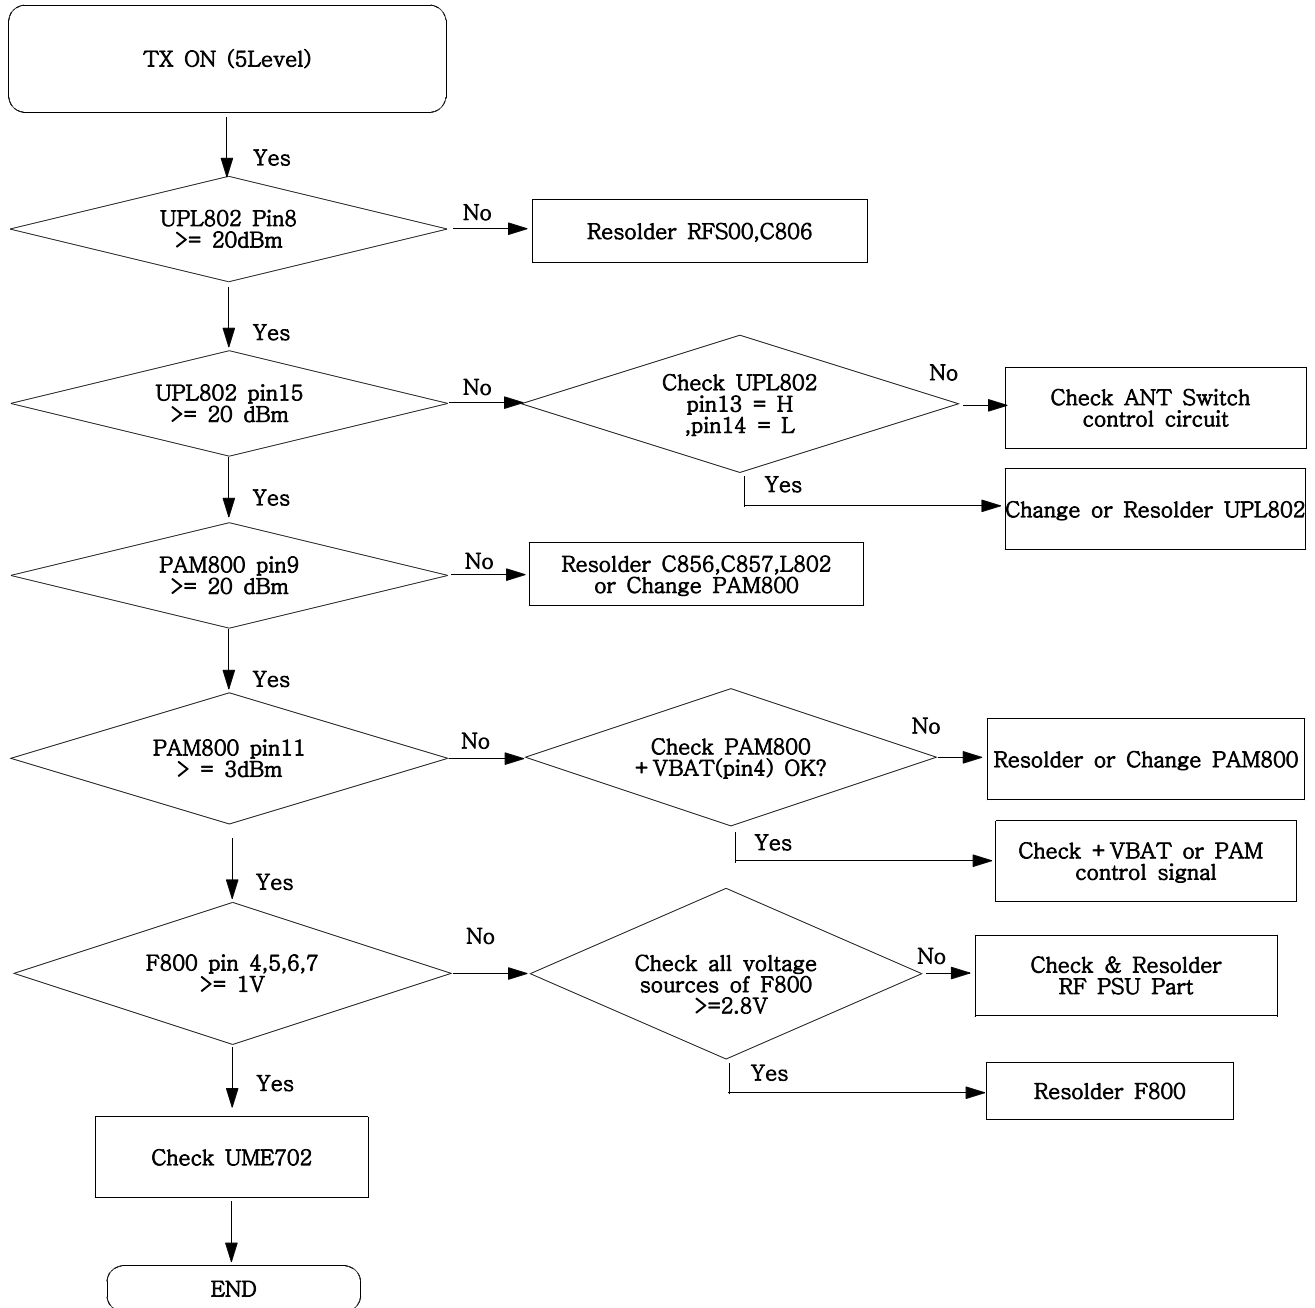 TX ON (5Level)
Yes
UPL802 Pin8
>= 20dBm
No
Resolder RFS00,C806
Yes
UPL802 pin15
>= 20 dBm
No
Check UPL802
pin13 = H
,pin14 = L
No
Check ANT Switch
control circuit
Yes
Change or Resolder UPL802
Yes
PAM800 pin9
>= 20 dBm
No
Resolder C856,C857,L802
or Change PAM800
Yes
PAM800 pin11
> = 3dBm
No
Check PAM800
+VBAT(pin4) OK?
No
Resolder or Change PAM800
Yes
Check +VBAT or PAM
control signal
Yes
F800 pin 4,5,6,7
>= 1V
No
Check all voltage
sources of F800
>=2.8V
No
Check & Resolder
RF PSU Part
Yes
Resolder F800
Yes
Check UME702
END